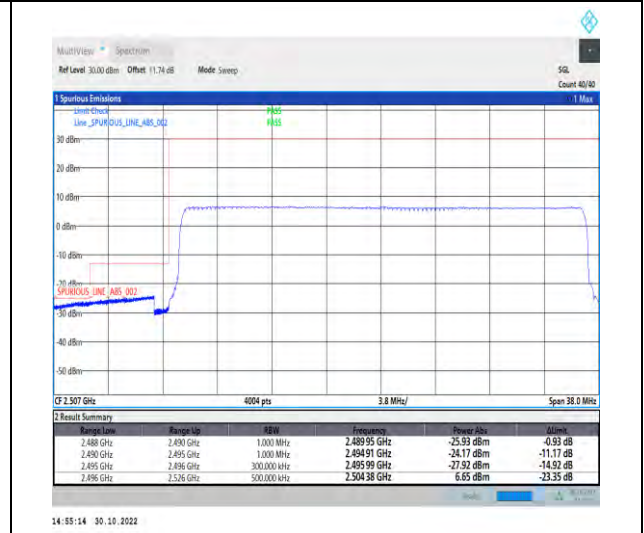 MultiView Spectrum
Ref Level 30.00 dBm Offset 11.74 dB Mode Sweep SGL
Count 40/40
1 Spurious Emissions 1 Max
Limit Check PASS
Line _SPURIOUS_LINE_ABS_002 PASS
30 dBm
20 dBm
10 dBm
0 dBm
-10 dBm
-20 dBm
_SPURIOUS_LINE_ABS_002
-30 dBm
-40 dBm
-50 dBm
CF 2.507 GHz 4004 pts 3.8 MHz/ Span 38.0 MHz
2 Result Summary
Range Low Range Up RBW Frequency Power Abs ΔLimit
2.488 GHz 2.490 GHz 1.000 MHz 2.489 95 GHz -25.93 dBm -0.93 dB
2.490 GHz 2.495 GHz 1.000 MHz 2.494 91 GHz -24.17 dBm -11.17 dB
2.495 GHz 2.496 GHz 300.000 kHz 2.495 99 GHz -27.92 dBm -14.92 dB
2.496 GHz 2.526 GHz 500.000 kHz 2.504 38 GHz 6.65 dBm -23.35 dB
14:55:14 30.10.2022